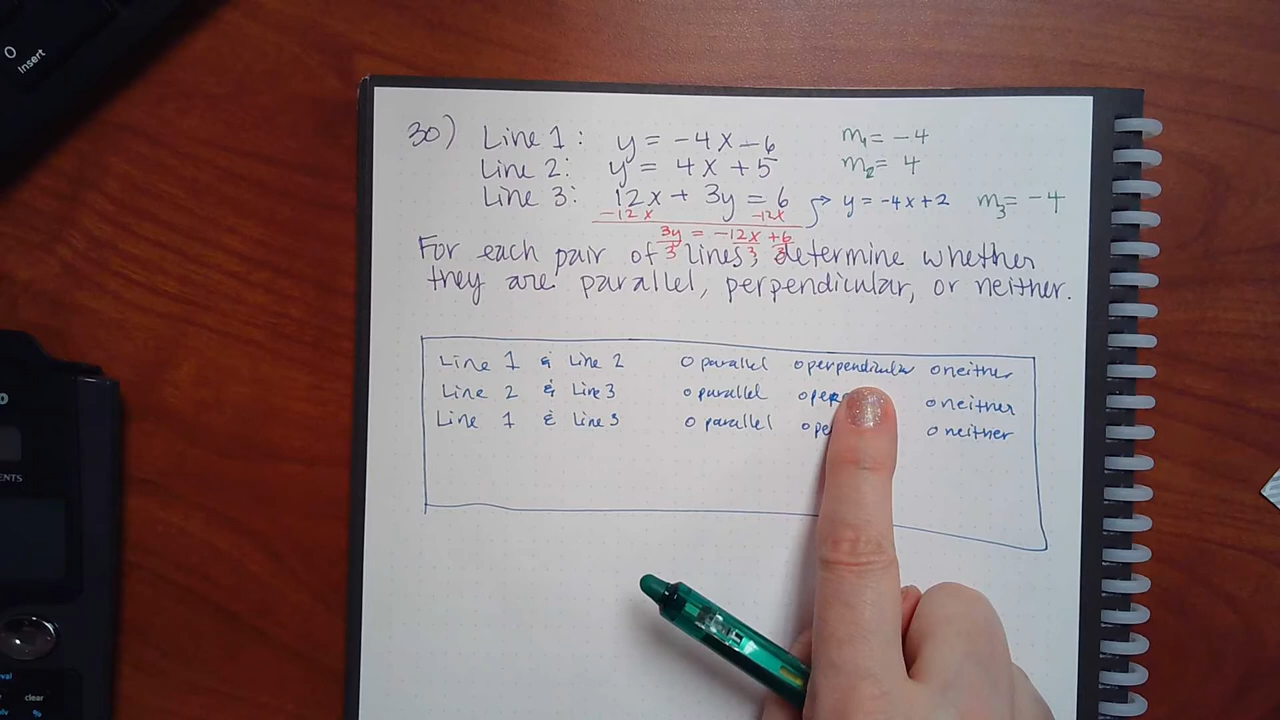 0
Insert
30) Line 1: y = -4x-6 m₁= -4
Line 2: y = 4x+5 m₂= 4
Line 3: 12x + 3y = 6 → y = -4x+2 m₃= -4
-12x -12x
3y = -12x +6
3 3 3
For each pair of lines, determine whether
they are parallel, perpendicular, or neither.
Line 1 & Line 2 o parallel o perpendicular o neither
Line 2 & Line 3 o parallel o neither
Line 1 & Line 3 o parallel o neither
clear
%